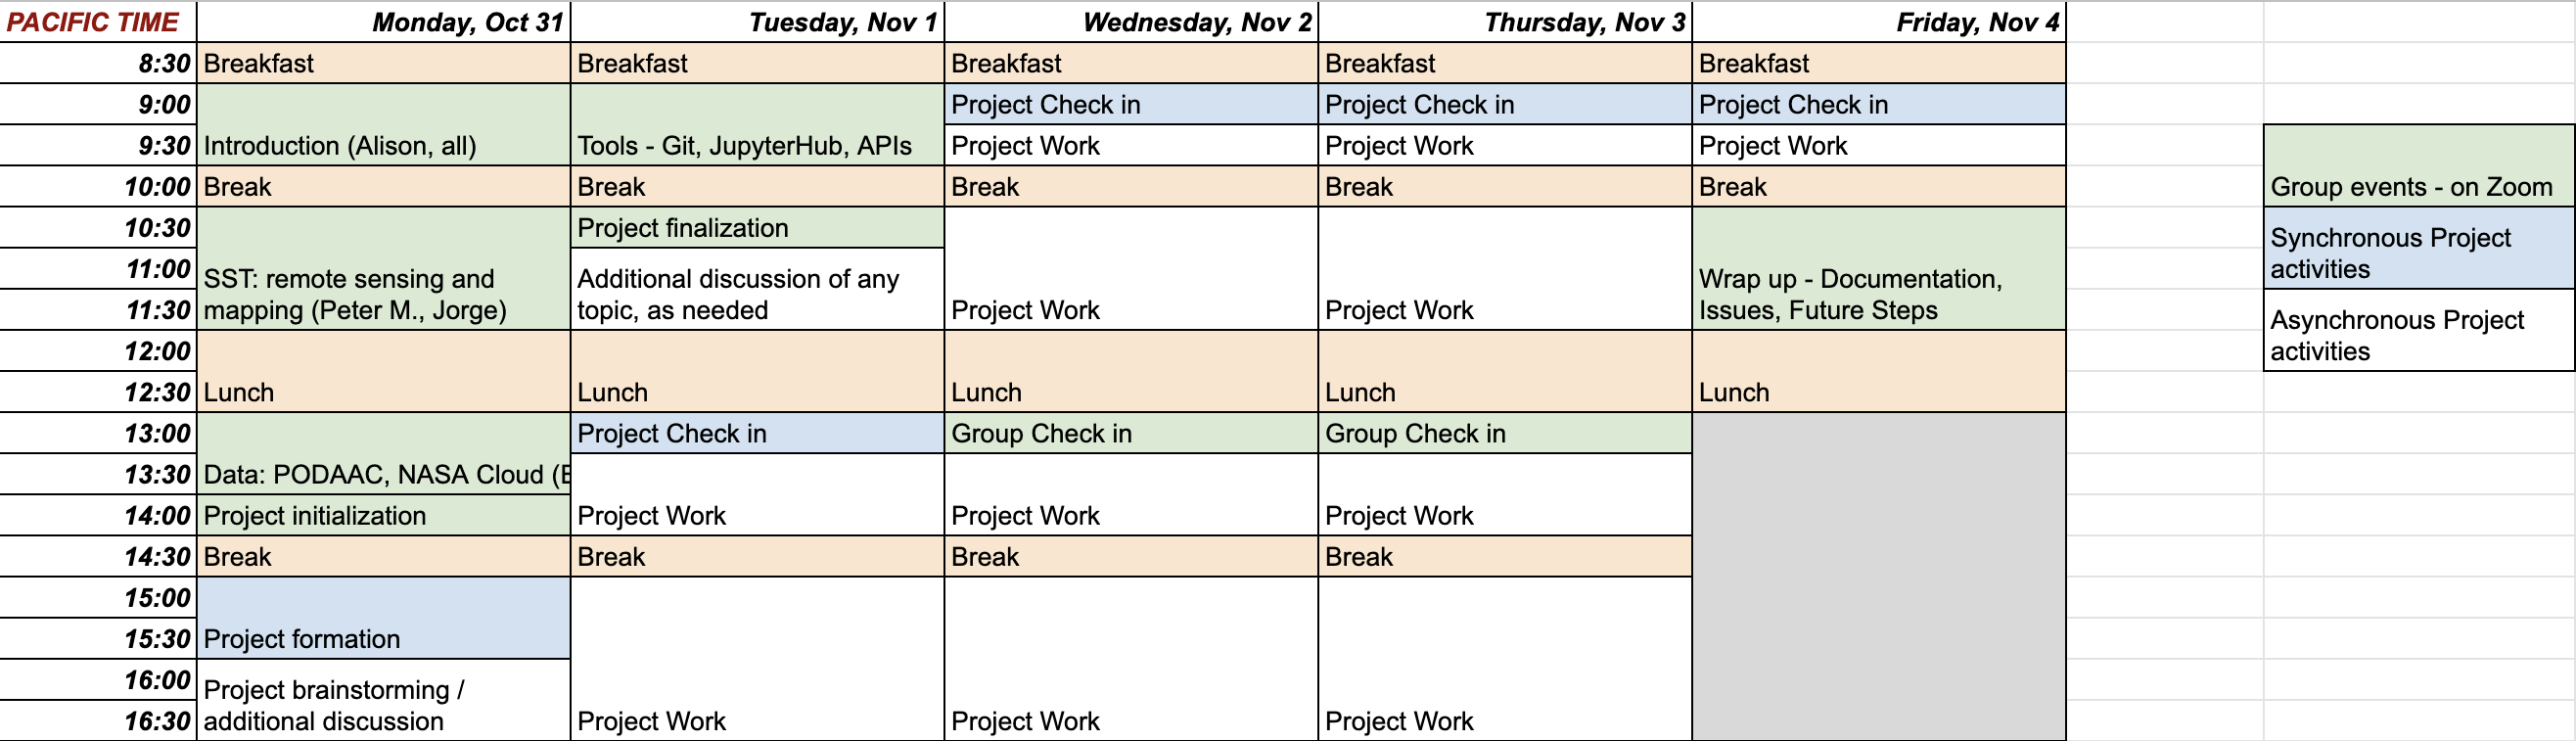 PACIFIC TIME Monday, Oct 31 Tuesday, Nov 1 Wednesday, Nov 2 Thursday, Nov 3 Friday, Nov 4
8:30 Breakfast Breakfast Breakfast Breakfast Breakfast
9:00 Project Check in Project Check in Project Check in
9:30 Introduction (Alison, all) Tools - Git, JupyterHub, APIs Project Work Project Work Project Work
10:00 Break Break Break Break Break Group events - on Zoom
10:30 Project finalization
Synchronous Project
11:00 SST: remote sensing and Additional discussion of any Wrap up - Documentation, activities
11:30 mapping (Peter M., Jorge) topic, as needed Project Work Project Work Issues, Future Steps
Asynchronous Project
12:00 activities
12:30 Lunch Lunch Lunch Lunch Lunch
13:00 Project Check in Group Check in Group Check in
13:30 Data: PODAAC, NASA Cloud (
14:00 Project initialization Project Work Project Work Project Work
14:30 Break Break Break Break
15:00
15:30 Project formation
16:00 Project brainstorming /
16:30 additional discussion Project Work Project Work Project Work